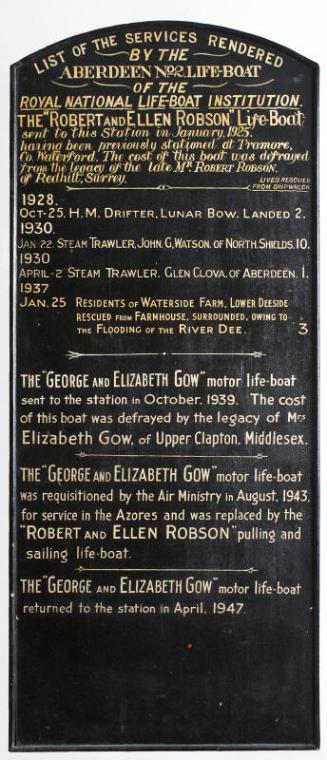 LIST OF THE SERVICES RENDERED
BY THE
ABERDEEN No2. LIFE-BOAT
OF THE
ROYAL NATIONAL LIFE-BOAT INSTITUTION.
THE "ROBERT AND ELLEN ROBSON" Life-Boat
sent to this Station in January, 1925.
having been previously stationed at Tramore,
Co. Waterford. The cost of this boat was defrayed
from the legacy of the late Mr. ROBERT ROBSON.
of Redhill, Surrey.
LIVES RESCUED
FROM SHIPWRECK
1928.
OCT-25. H.M. DRIFTER, LUNAR BOW. LANDED 2.
1930.
JAN-22. STEAM TRAWLER, JOHN. G. WATSON. OF NORTH SHIELDS. 10.
1930
APRIL-2 STEAM TRAWLER. GLEN CLOVA. OF ABERDEEN. 1.
1937
JAN. 25 RESIDENTS OF WATERSIDE FARM, LOWER DEESIDE
RESCUED FROM FARMHOUSE, SURROUNDED, OWING TO
THE FLOODING OF THE RIVER DEE. 3
THE "GEORGE AND ELIZABETH GOW" motor life-boat
sent to the station in October, 1939. The cost
of this boat was defrayed by the legacy of Mrs
Elizabeth Gow, of Upper Clapton, Middlesex.
THE "GEORGE AND ELIZABETH GOW" motor life-boat
was requisitioned by the Air Ministry in August, 1943,
for service in the Azores and was replaced by the
"ROBERT AND ELLEN ROBSON" pulling and
sailing life-boat.
THE "GEORGE AND ELIZABETH GOW" motor life-boat
returned to the station in April, 1947.